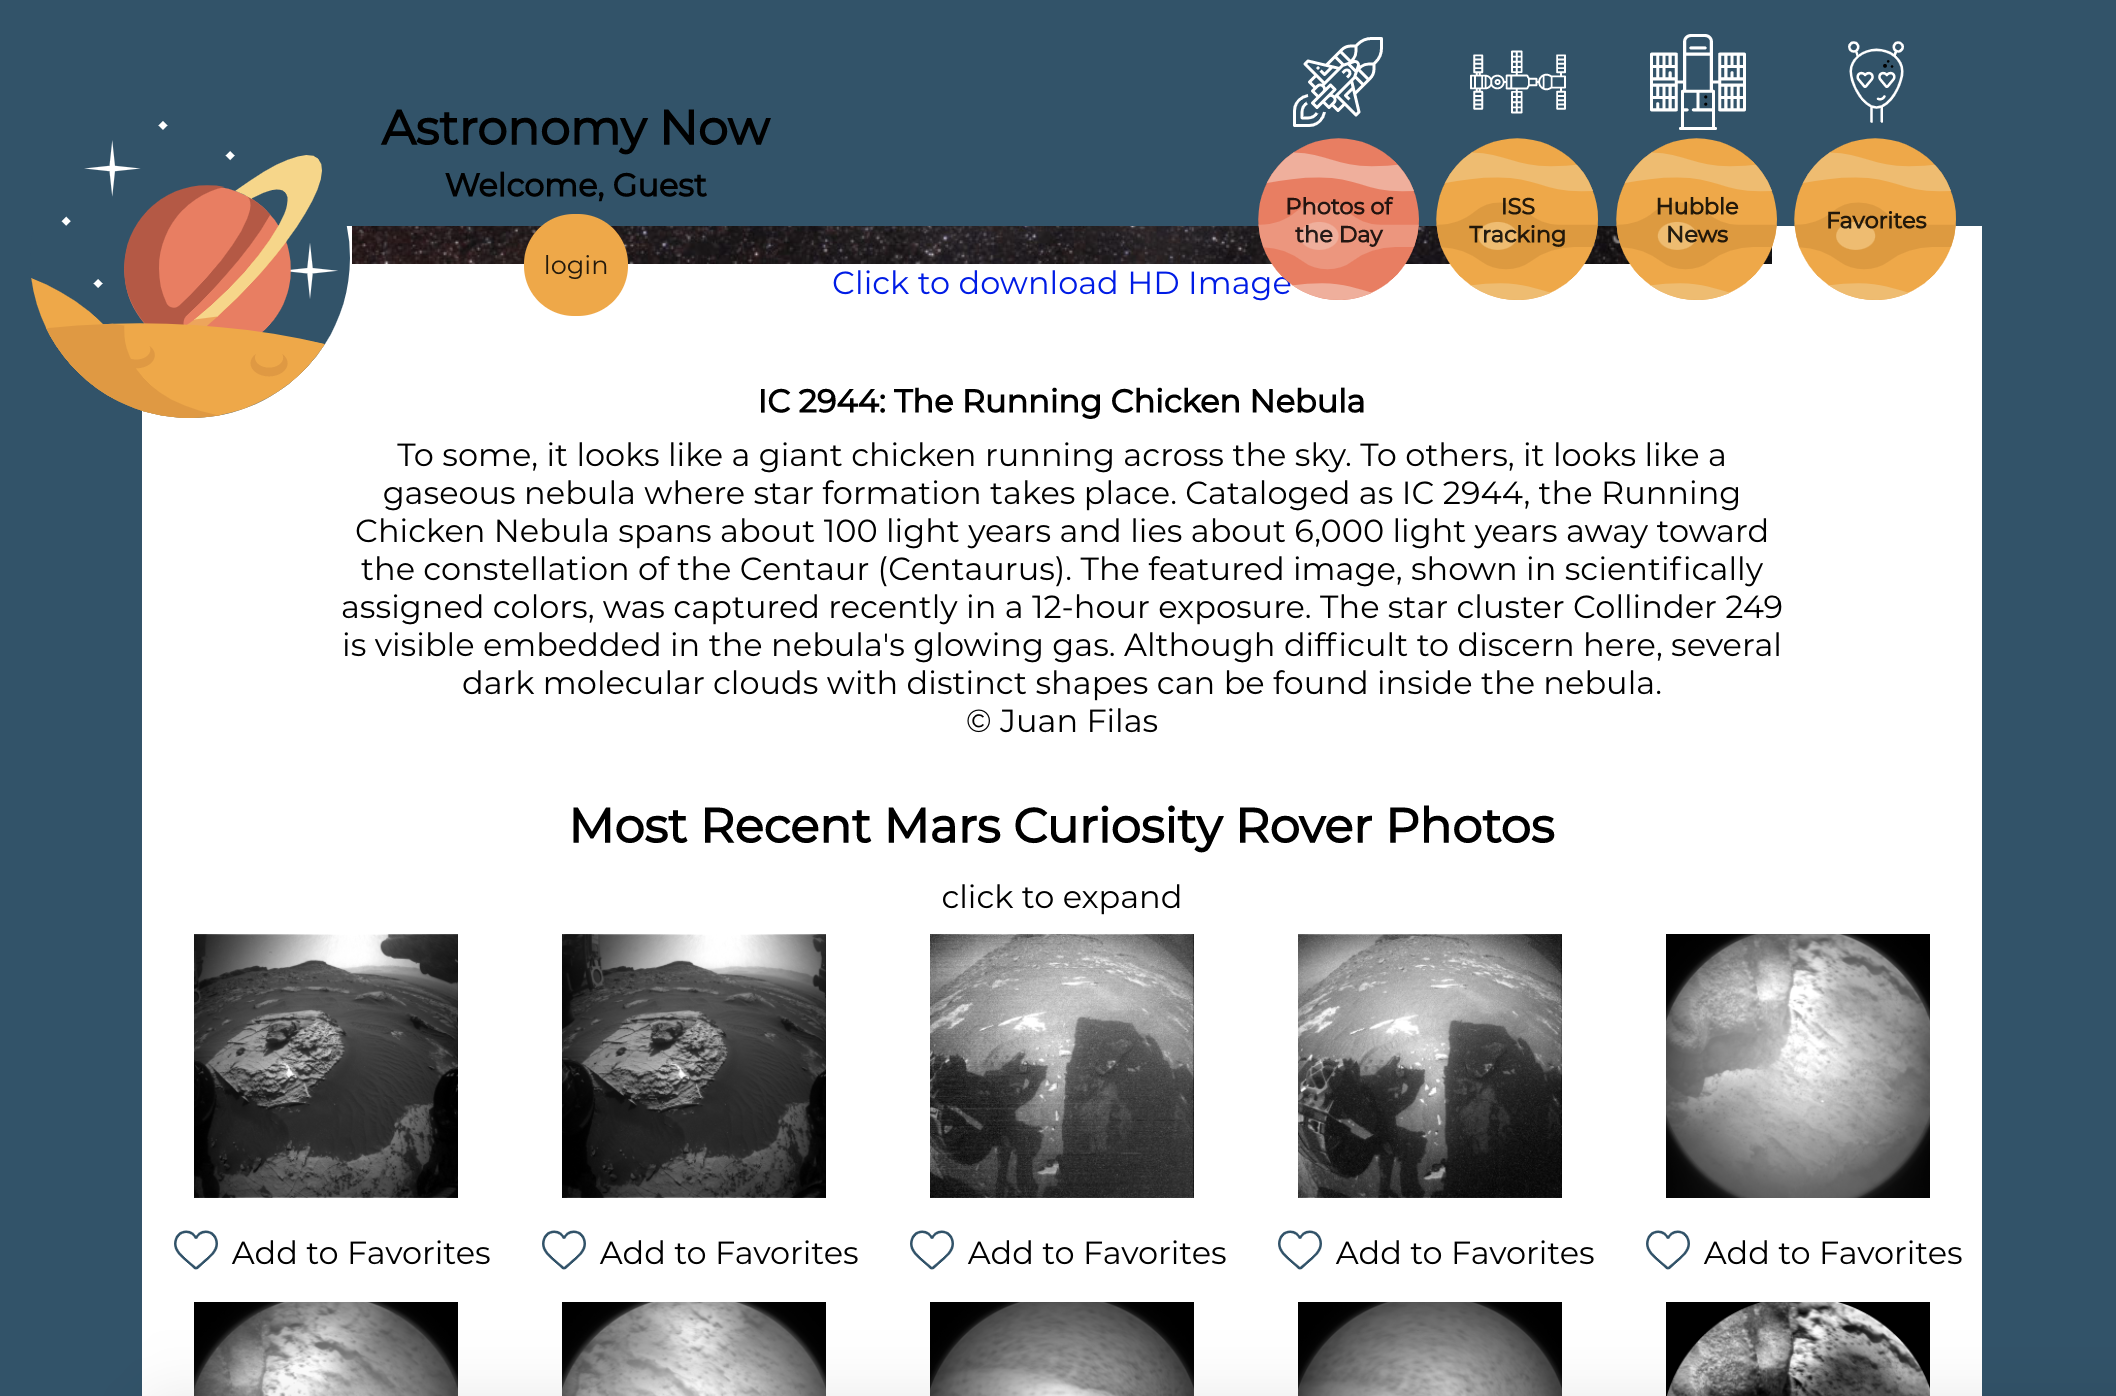 Astronomy Now
Welcome, Guest
login
Photos of
the Day
ISS
Tracking
Hubble
News
Favorites
Click to download HD Image
IC 2944: The Running Chicken Nebula
To some, it looks like a giant chicken running across the sky. To others, it looks like a
gaseous nebula where star formation takes place. Cataloged as IC 2944, the Running
Chicken Nebula spans about 100 light years and lies about 6,000 light years away toward
the constellation of the Centaur (Centaurus). The featured image, shown in scientifically
assigned colors, was captured recently in a 12-hour exposure. The star cluster Collinder 249
is visible embedded in the nebula's glowing gas. Although difficult to discern here, several
dark molecular clouds with distinct shapes can be found inside the nebula.
© Juan Filas
Most Recent Mars Curiosity Rover Photos
click to expand
Add to Favorites
Add to Favorites
Add to Favorites
Add to Favorites
Add to Favorites